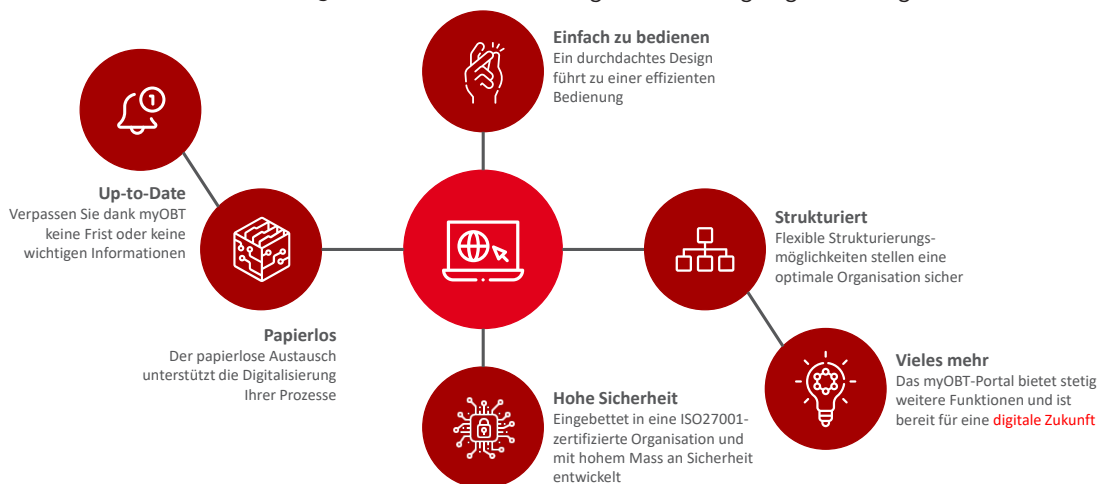 Einfach zu bedienen
Ein durchdachtes Design
führt zu einer effizienten
Bedienung
1
Up-to-Date
Verpassen Sie dank myOBT
keine Frist oder keine
wichtigen Informationen
Strukturiert
Flexible Strukturierungs-
möglichkeiten stellen eine
optimale Organisation sicher
Papierlos
Der papierlose Austausch
unterstützt die Digitalisierung
Ihrer Prozesse
Vieles mehr
Das myOBT-Portal bietet stetig
weitere Funktionen und ist
bereit für eine digitale Zukunft
Hohe Sicherheit
Eingebettet in eine ISO27001-
zertifizierte Organisation und
mit hohem Mass an Sicherheit
entwickelt